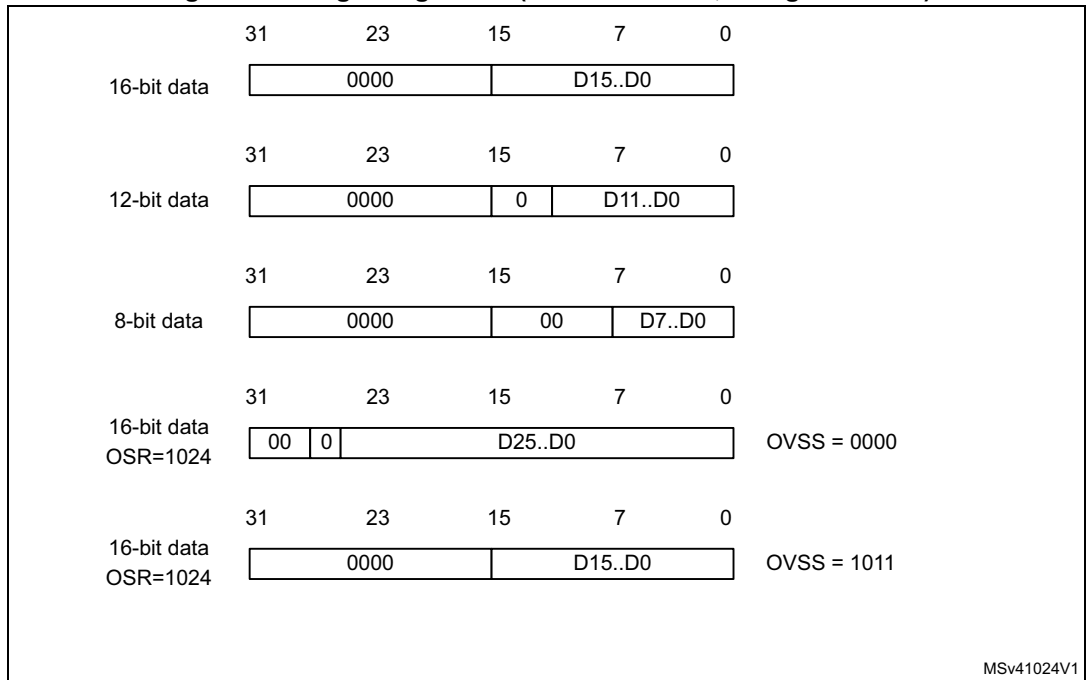 31 23 15 7 0
16-bit data 0000 D15..D0
31 23 15 7 0
12-bit data 0000 0 D11..D0
31 23 15 7 0
8-bit data 0000 00 D7..D0
31 23 15 7 0
16-bit data
OSR=1024 00 0 D25..D0 OVSS = 0000
31 23 15 7 0
16-bit data
OSR=1024 0000 D15..D0 OVSS = 1011
MSv41024V1